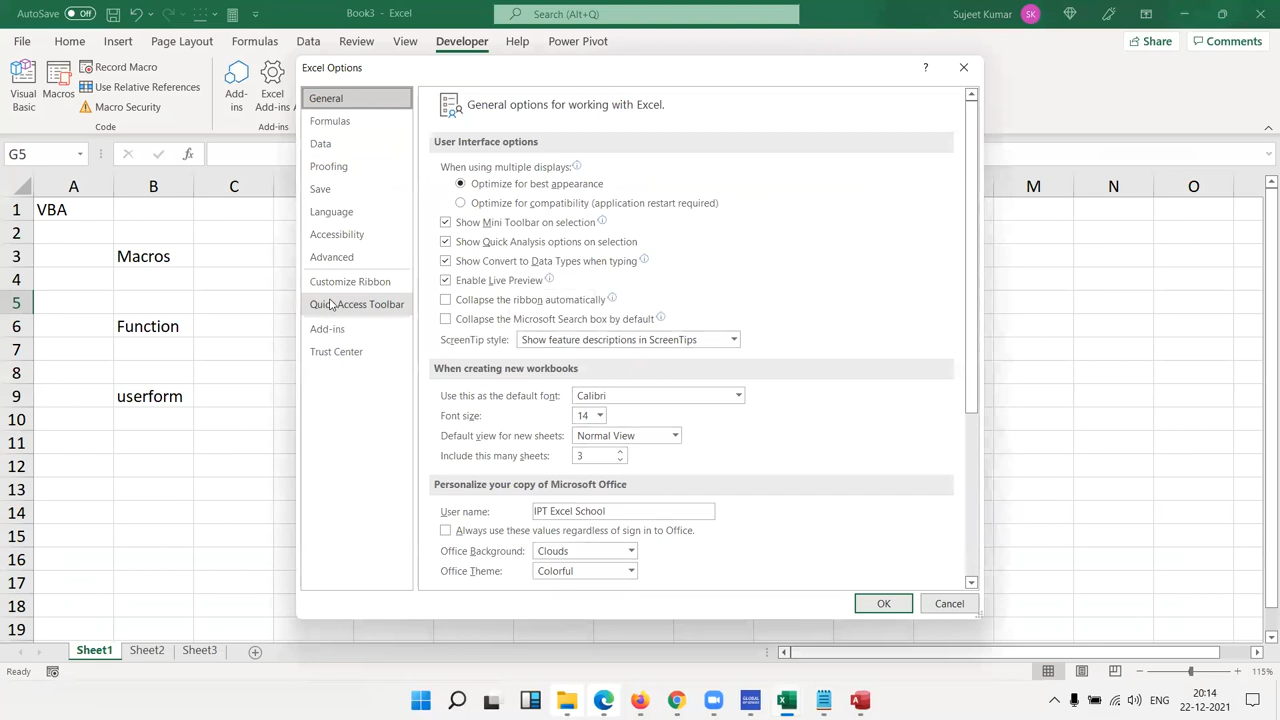 AutoSave Off Book3 - Excel Search (Alt+Q) Sujeet Kumar SK
File Home Insert Page Layout Formulas Data Review View Developer Help Power Pivot Share Comments
Visual Basic
Macros
Record Macro
Use Relative References
Macro Security
Code
Add-ins
Excel Add-ins
Add-ins
G5 fx
A B C M N O
1 VBA
2
3 Macros
4
5
6 Function
7
8
9 userform
10
11
12
13
14
15
16
17
18
19
Excel Options ?
General
Formulas
Data
Proofing
Save
Language
Accessibility
Advanced
Customize Ribbon
Quick Access Toolbar
Add-ins
Trust Center
General options for working with Excel.
User Interface options
When using multiple displays:
Optimize for best appearance
Optimize for compatibility (application restart required)
Show Mini Toolbar on selection
Show Quick Analysis options on selection
Show Convert to Data Types when typing
Enable Live Preview
Collapse the ribbon automatically
Collapse the Microsoft Search box by default
ScreenTip style: Show feature descriptions in ScreenTips
When creating new workbooks
Use this as the default font: Calibri
Font size: 14
Default view for new sheets: Normal View
Include this many sheets: 3
Personalize your copy of Microsoft Office
User name: IPT Excel School
Always use these values regardless of sign in to Office.
Office Background: Clouds
Office Theme: Colorful
OK Cancel
Sheet1 Sheet2 Sheet3
Ready 115%
ENG 20:14
22-12-2021